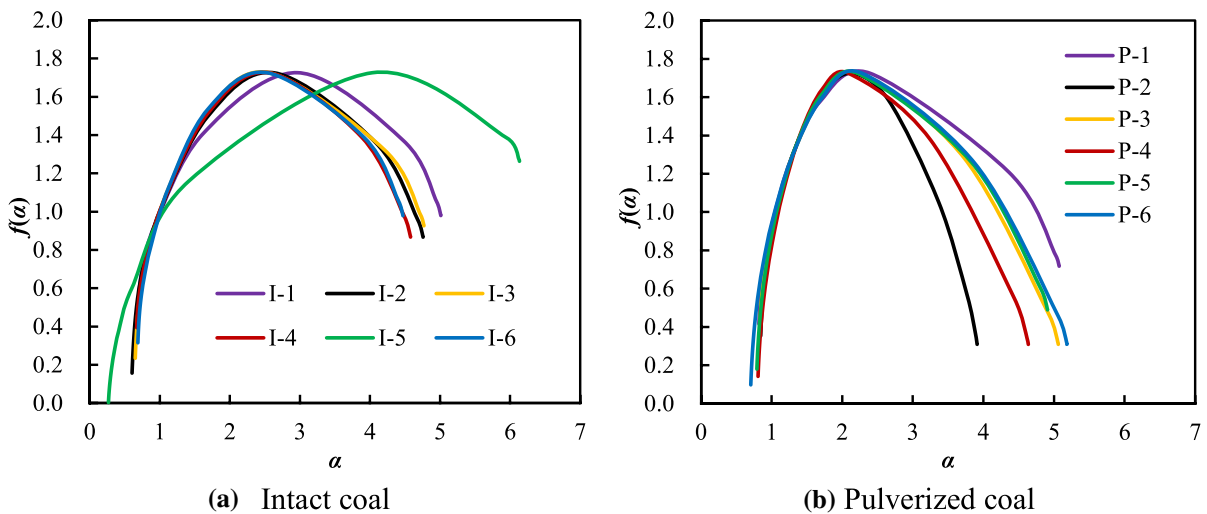 2.0
1.8
1.6
1.4
1.2
1.0
0.8
0.6
0.4
0.2
0.0
f(α)
I-1 I-2 I-3
I-4 I-5 I-6
0 1 2 3 4 5 6 7
α
(a) Intact coal
2.0
1.8
1.6
1.4
1.2
1.0
0.8
0.6
0.4
0.2
0.0
f(α)
P-1
P-2
P-3
P-4
P-5
P-6
0 1 2 3 4 5 6 7
α
(b) Pulverized coal